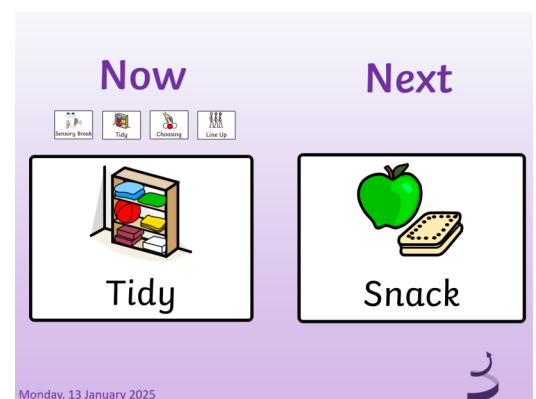 Now
Next
Sensory Break
Tidy
Choosing
Line Up
Tidy
Snack
Monday, 13 January 2025